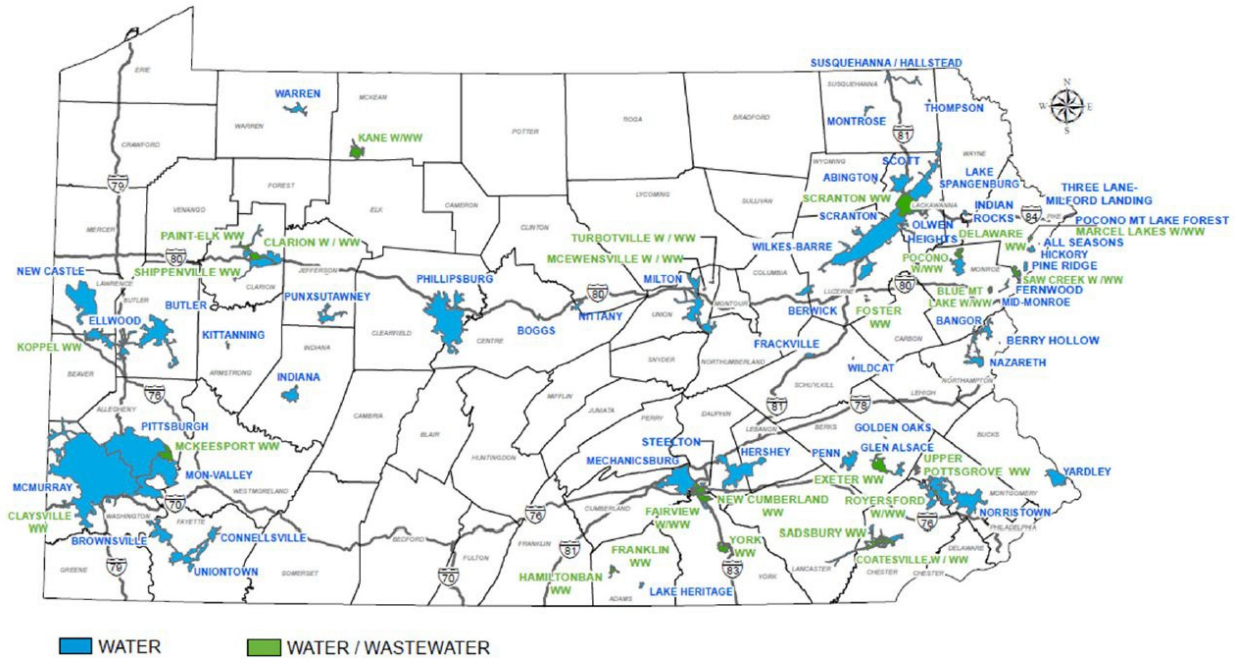 SUSQUEHANNA / HALLSTEAD
ERIE
WARREN
MCKEAN
SUSQUEHANNA
N
W
E
S
THOMPSON
MONTROSE
POTTER
TIOGA
BRADFORD
WARREN
KANE W/WW
81
CRAWFORD
WYOMING
SCOTT
WAYNE
79
FOREST
ABINGTON
LAKE
SPANGENBURG
SCRANTON WW
THREE LANE-
MILFORD LANDING
LYCOMING
SULLIVAN
VENANGO
CAMERON
ELK
LACKAWANNA
INDIAN
ROCKS
84
PIKE
MERCER
SCRANTON
OLWEN
HEIGHTS
POCONO MT LAKE FOREST
MARCEL LAKES W/WW
CLINTON
PAINT-ELK WW
CLARION W / WW
TURBOTVILLE W / WW
DELAWARE
WW
ALL SEASONS
HICKORY
WILKES-BARRE
80
MCEWENSVILLE W / WW
POCONO
W/WW
PINE RIDGE
SHIPPENVILLE WW
JEFFERSON
COLUMBIA
MONROE
SAW CREEK W /WW
NEW CASTLE
PHILLIPSBURG
MILTON
LUZERNE
80
LAWRENCE
CLARION
BLUE MT
LAKE W/WW
FERNWOOD
MID-MONROE
BUTLER
BUTLER
PUNXSUTAWNEY
80
MONTOUR
BERWICK
FOSTER
WW
ELLWOOD
KITTANNING
CLEARFIELD
BOGGS
NITTANY
UNION
BANGOR
CENTRE
CARBON
BERRY HOLLOW
KOPPEL WW
INDIANA
FRACKVILLE
SNYDER
NORTHUMBERLAND
NAZARETH
BEAVER
ARMSTRONG
WILDCAT
INDIANA
SCHUYLKILL
NORTHAMPTON
76
MIFFLIN
LEHIGH
ALLEGHENY
CAMBRIA
JUNIATA
PERRY
DAUPHIN
81
78
BLAIR
LEBANON
BERKS
PITTSBURGH
GOLDEN OAKS
BUCKS
MCKEESPORT WW
STEELTON
HERSHEY
PENN
GLEN ALSACE
HUNTINGDON
MECHANICSBURG
UPPER
POTTSGROVE WW
YARDLEY
MON-VALLEY
EXETER WW
MCMURRAY
70
WESTMORELAND
MONTGOMERY
NEW CUMBERLAND
WW
ROYERSFORD
W/WW
CLAYSVILLE
WW
WASHINGTON
76
CUMBERLAND
FAIRVIEW
W/WW
76
NORRISTOWN
FAYETTE
PHILADELPHIA
BROWNSVILLE
CONNELLSVILLE
SADSBURY WW
BEDFORD
FRANKLIN
81
FRANKLIN
WW
YORK
WW
DELAWARE
GREENE
76
UNIONTOWN
SOMERSET
FULTON
70
HAMILTONBAN
WW
83
YORK
LANCASTER
COATESVILLE W / WW
CHESTER
CHESTER
ADAMS
LAKE HERITAGE
WATER
WATER / WASTEWATER